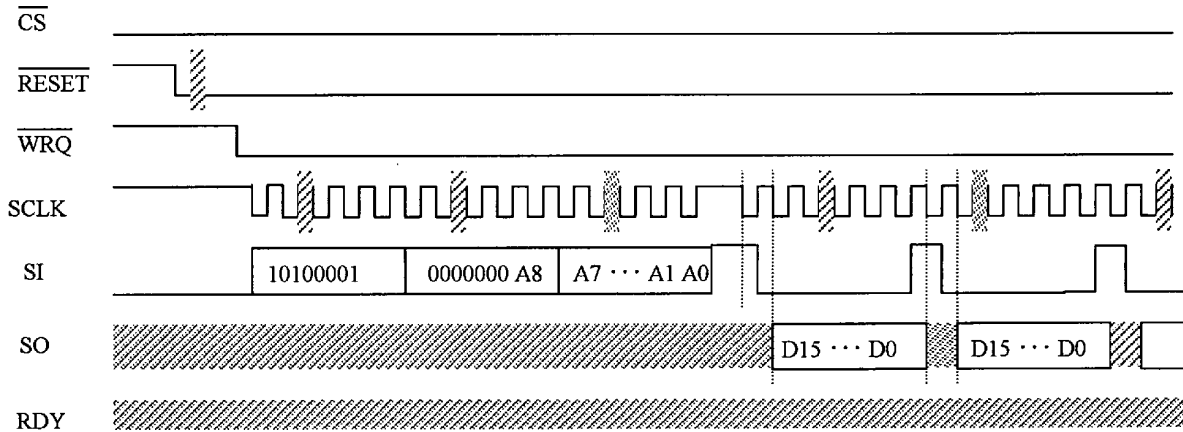 CS
RESET
WRQ
SCLK
SI 10100001 0000000 A8 A7 ··· A1 A0
SO D15 ··· D0 D15 ··· D0
RDY